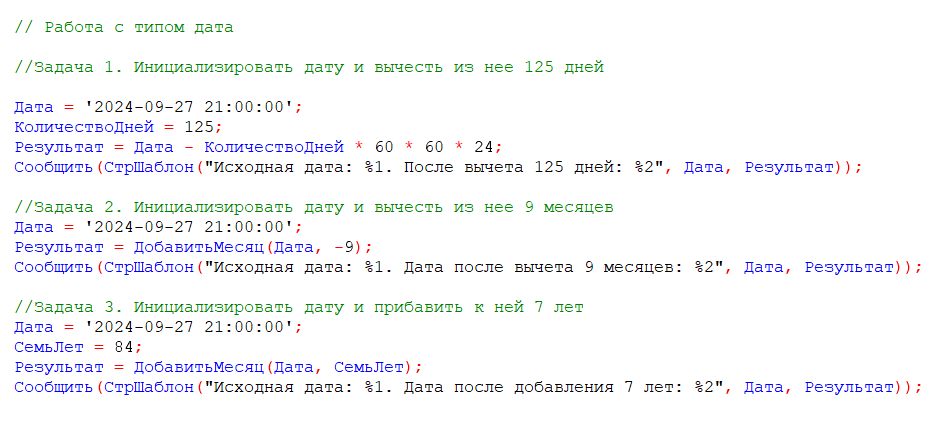 // Работа с типом дата
//Задача 1. Инициализировать дату и вычесть из нее 125 дней
Дата = '2024-09-27 21:00:00';
КоличествоДней = 125;
Результат = Дата - КоличествоДней * 60 * 60 * 24;
Сообщить(СтрШаблон("Исходная дата: %1. После вычета 125 дней: %2", Дата, Результат));
//Задача 2. Инициализировать дату и вычесть из нее 9 месяцев
Дата = '2024-09-27 21:00:00';
Результат = ДобавитьМесяц(Дата, -9);
Сообщить(СтрШаблон("Исходная дата: %1. Дата после вычета 9 месяцев: %2", Дата, Результат));
//Задача 3. Инициализировать дату и прибавить к ней 7 лет
Дата = '2024-09-27 21:00:00';
СемьЛет = 84;
Результат = ДобавитьМесяц(Дата, СемьЛет);
Сообщить(СтрШаблон("Исходная дата: %1. Дата после добавления 7 лет: %2", Дата, Результат));